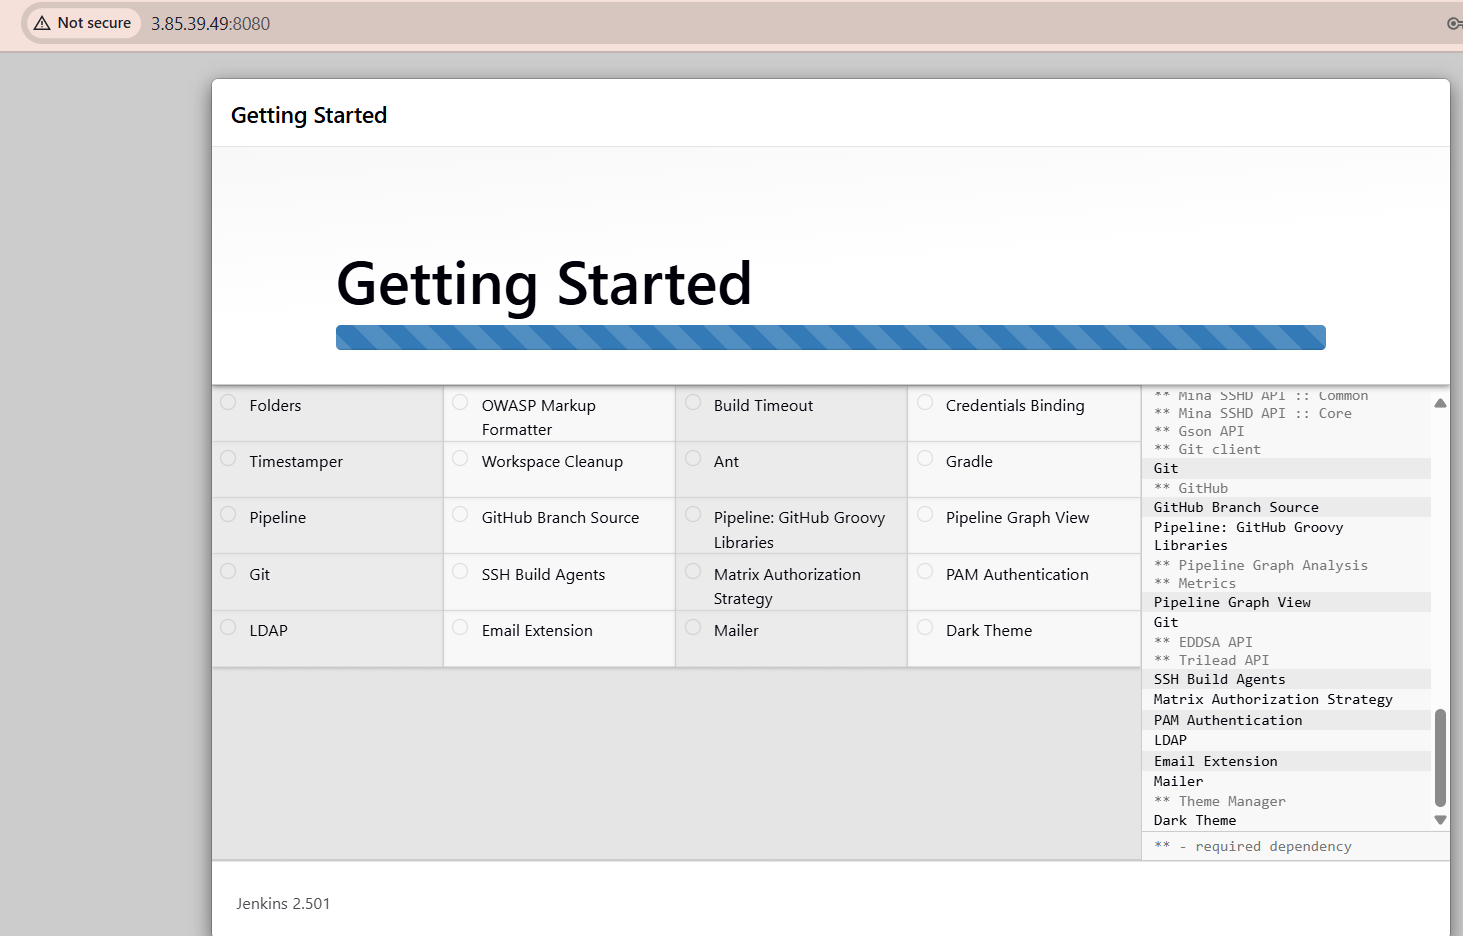 Not secure 3.85.39.49:8080
Getting Started
Getting Started
Folders
OWASP Markup
Formatter
Build Timeout
Credentials Binding
Timestamper
Workspace Cleanup
Ant
Gradle
Pipeline
GitHub Branch Source
Pipeline: GitHub Groovy
Libraries
Pipeline Graph View
Git
SSH Build Agents
Matrix Authorization
Strategy
PAM Authentication
LDAP
Email Extension
Mailer
Dark Theme
** Mina SSHD API :: Common
** Mina SSHD API :: Core
** Gson API
** Git client
Git
** GitHub
GitHub Branch Source
Pipeline: GitHub Groovy
Libraries
** Pipeline Graph Analysis
** Metrics
Pipeline Graph View
Git
** EDDSA API
** Trilead API
SSH Build Agents
Matrix Authorization Strategy
PAM Authentication
LDAP
Email Extension
Mailer
** Theme Manager
Dark Theme
** - required dependency
Jenkins 2.501